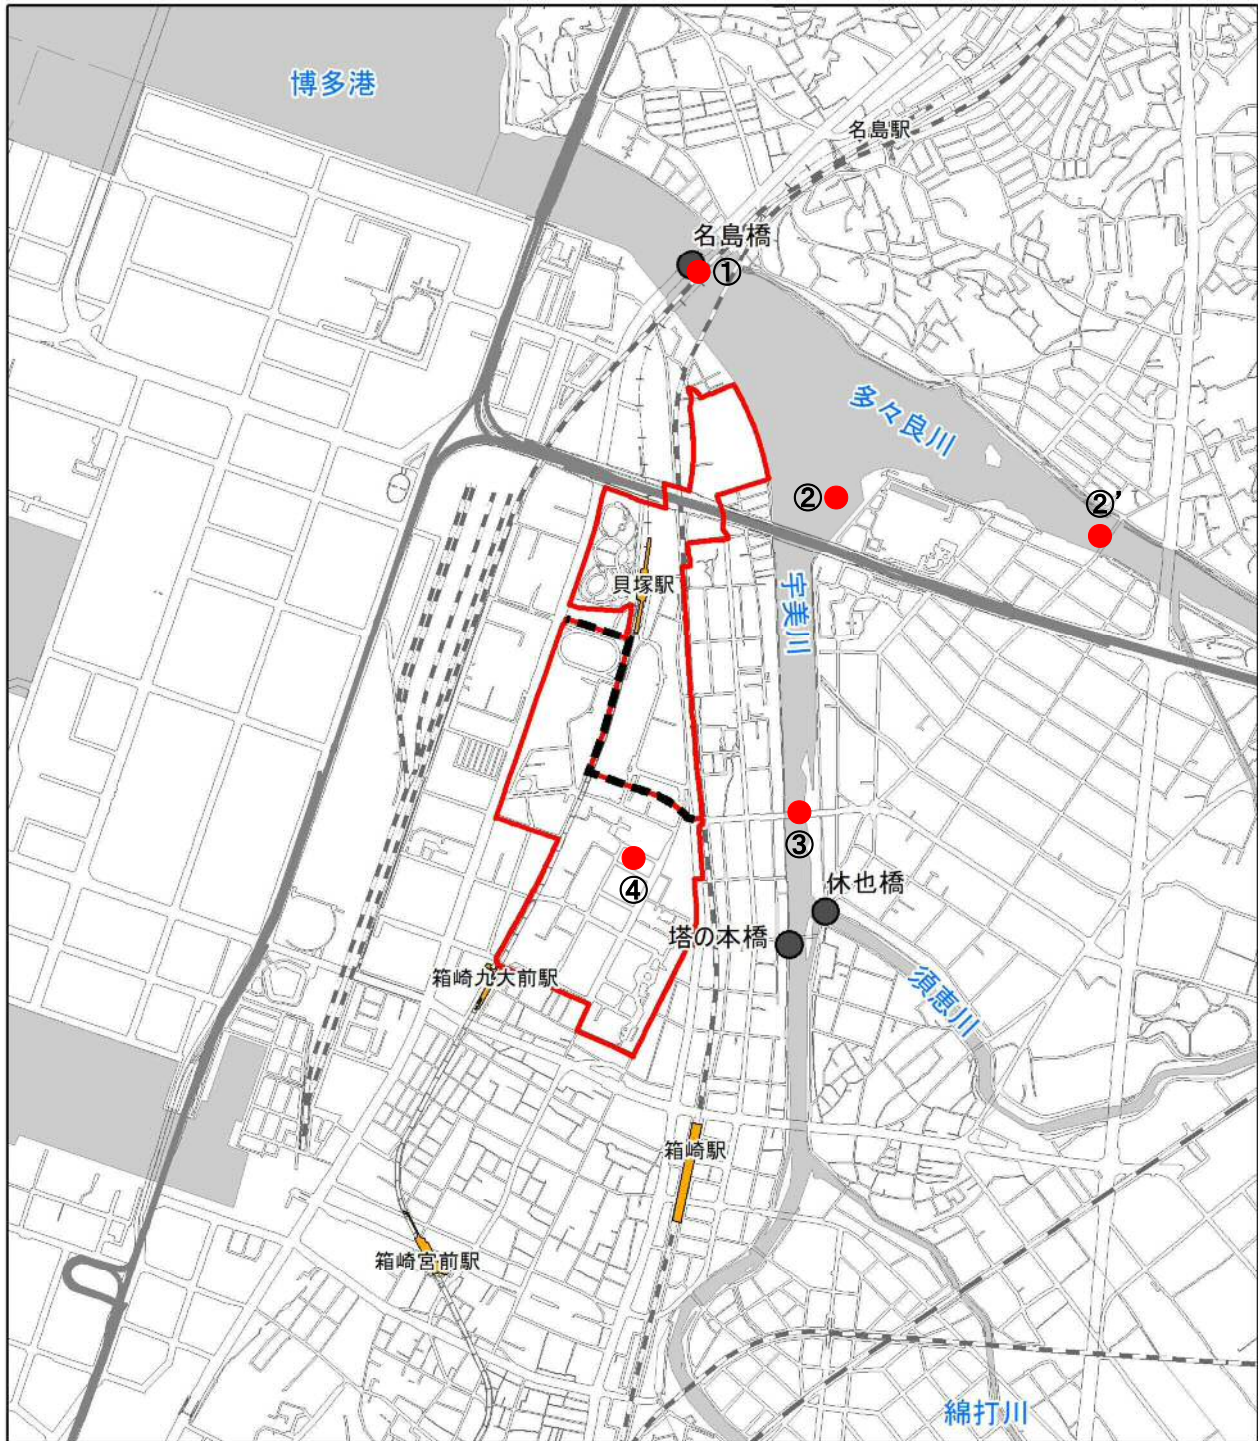 博多港
名島駅
名島橋
①
多々良川
②
②’
貝塚駅
宇美川
③
④
休也橋
塔の本橋
箱崎九大前駅
須恵川
箱崎駅
箱崎宮前駅
綿打川